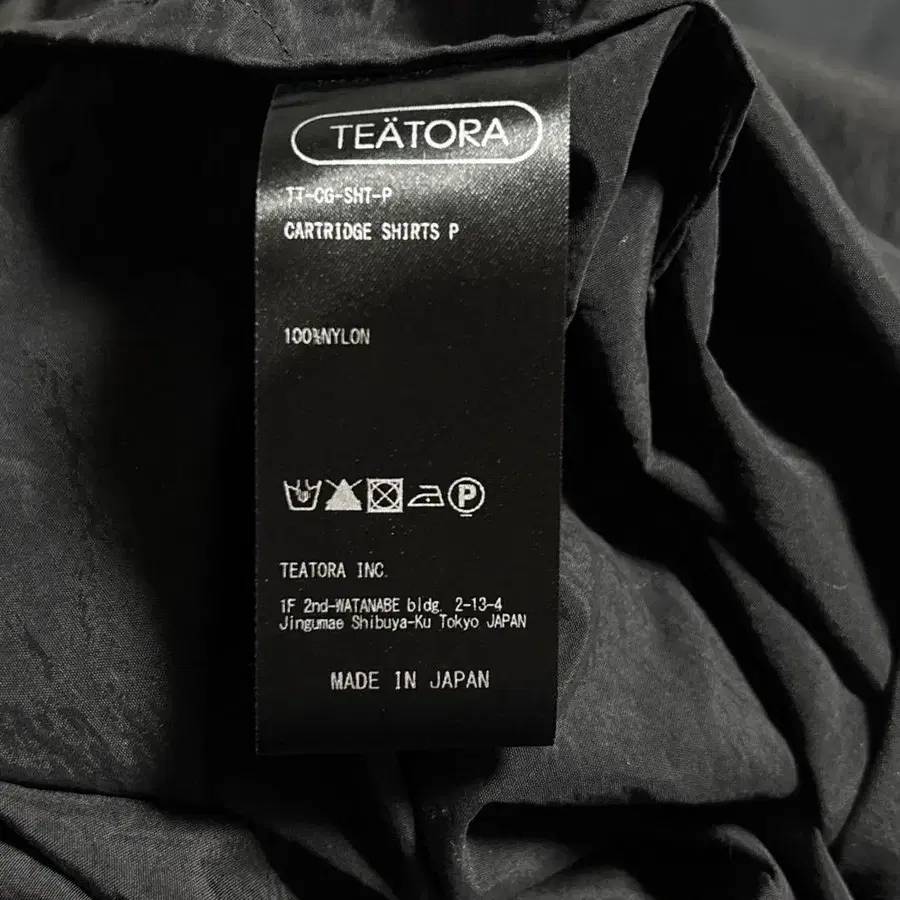 TEÄTORA
TT-CG-SHT-P
CARTRIDGE SHIRTS P
100%NYLON
P
TEATORA INC.
1F 2nd-WATANABE bldg. 2-13-4
Jingumae Shibuya-Ku Tokyo JAPAN
MADE IN JAPAN